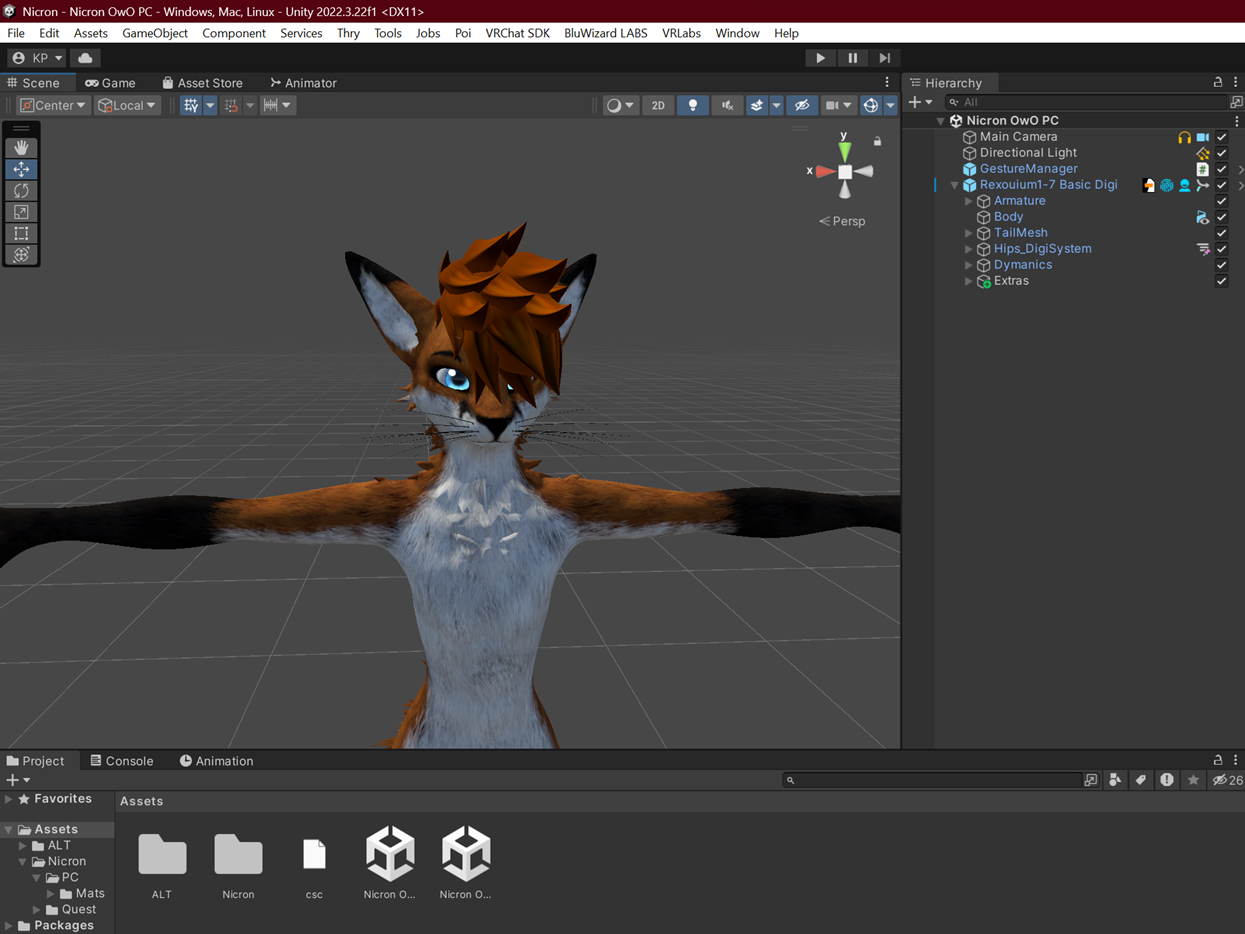 Nicron - Nicron OwO PC - Windows, Mac, Linux - Unity 2022.3.22f1 <DX11>
File Edit Assets GameObject Component Services Thry Tools Jobs Poi VRChat SDK BluWizard LABS VRLabs Window Help
KP
Scene Game Asset Store Animator
Center Local 2D
y
x
Persp
Hierarchy
All
Nicron OwO PC
Main Camera
Directional Light
GestureManager
Rexouium1-7 Basic Digi
Armature
Body
TailMesh
Hips_DigiSystem
Dymanics
Extras
Project Console Animation
26
Favorites
Assets
ALT
Nicron
PC
Mats
Quest
Packages
Assets
ALT Nicron csc Nicron O... Nicron O...